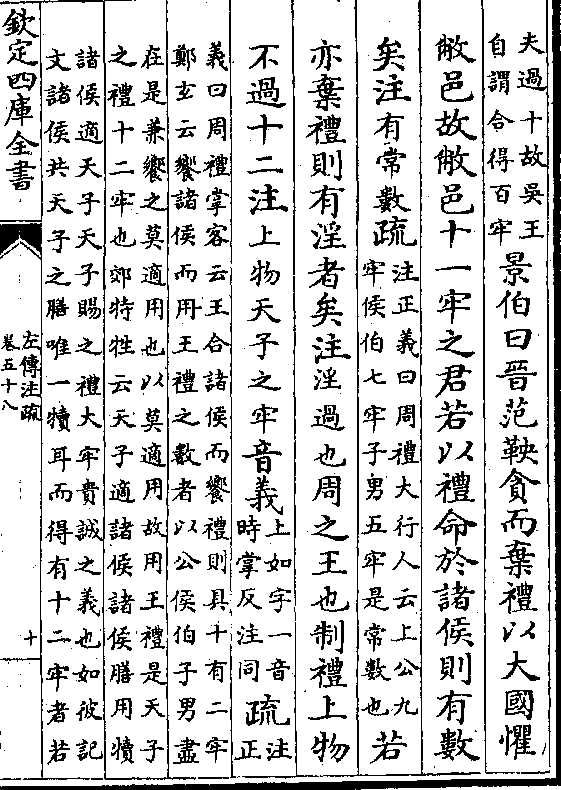 夫過十故吳王
自謂合得百牢
景伯曰晉范鞅貪而棄禮以大國懼
敝邑故敝邑十一牢之君若以禮命於諸侯則有數
矣注有常數疏
注正義曰周禮大行人云上公九
牢侯伯七牢子男五牢是常數也
若
亦棄禮則有淫者矣注淫過也周之王也制禮上物
不過十二注上物天子之牢音義
上如字一音
時掌反注同
疏
注
正
義曰周禮掌客云王合諸侯而饗禮則具十有二牢
鄭玄云饗諸侯而用王禮之數者以公侯伯子男盡
在是兼饗之莫適用也以莫適用故用王禮是天子
之禮十二牢也郊特牲云天子適諸侯諸侯膳用犢
諸侯適天子天子賜之禮大牢貴誠之義也如彼記
文諸侯共天子之膳唯一犢耳而得有十二牢者若
欽定四庫全書
左傳注疏
卷五十八
十